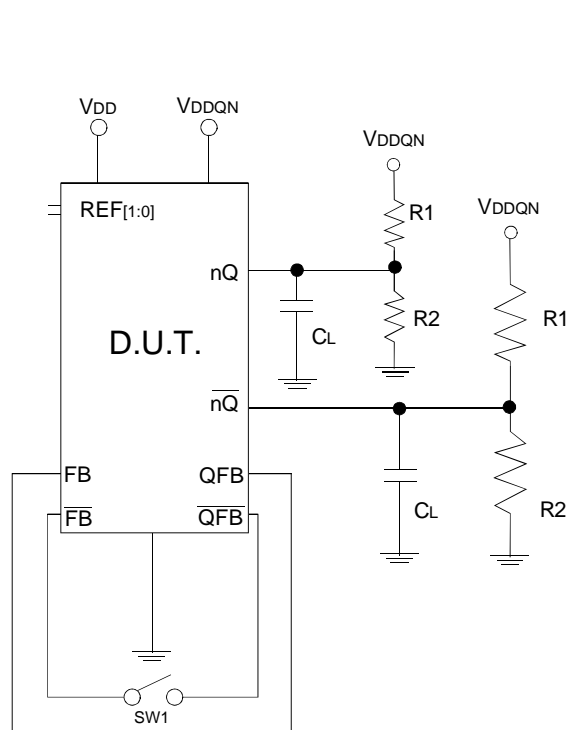 VDD
VDDQN
VDDQN
VDDQN
REF[1:0]
R1
nQ
R2
R1
CL
D.U.T.
nQ
FB
QFB
FB
QFB
CL
R2
SW1